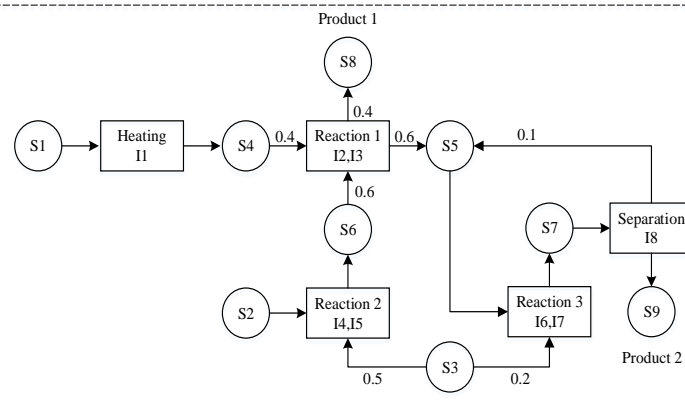 Product 1
S8
0.4
S1
Heating
I1
S4
0.4
Reaction 1
I2,I3
0.6
S5
0.1
0.6
S6
S7
Separation
I8
S2
Reaction 2
I4,I5
Reaction 3
I6,I7
S9
0.5
S3
0.2
Product 2